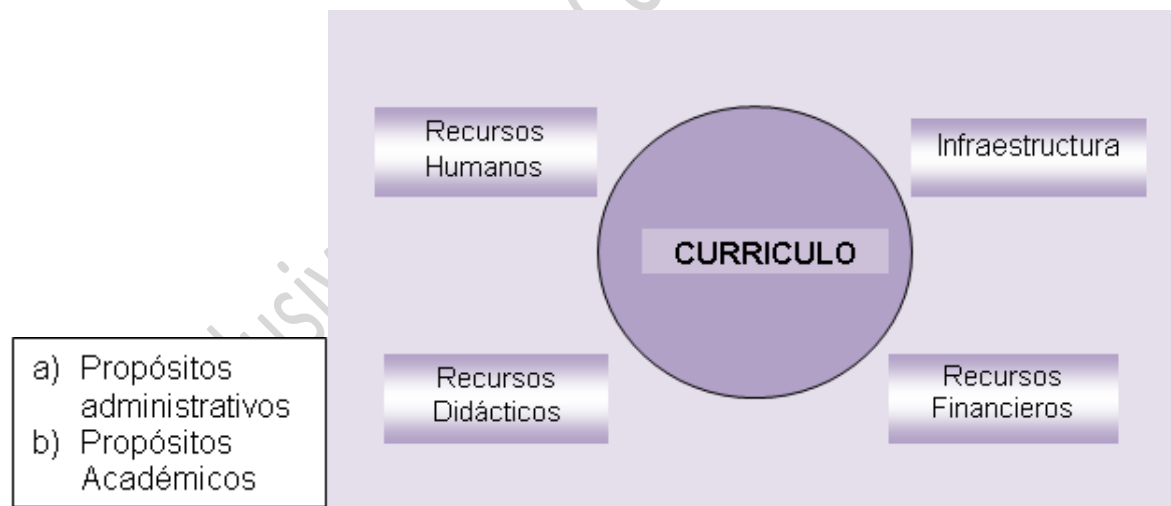 Recursos
Humanos
Infraestructura
CURRICULO
a) Propósitos
administrativos
b) Propósitos
Académicos
Recursos
Didácticos
Recursos
Financieros